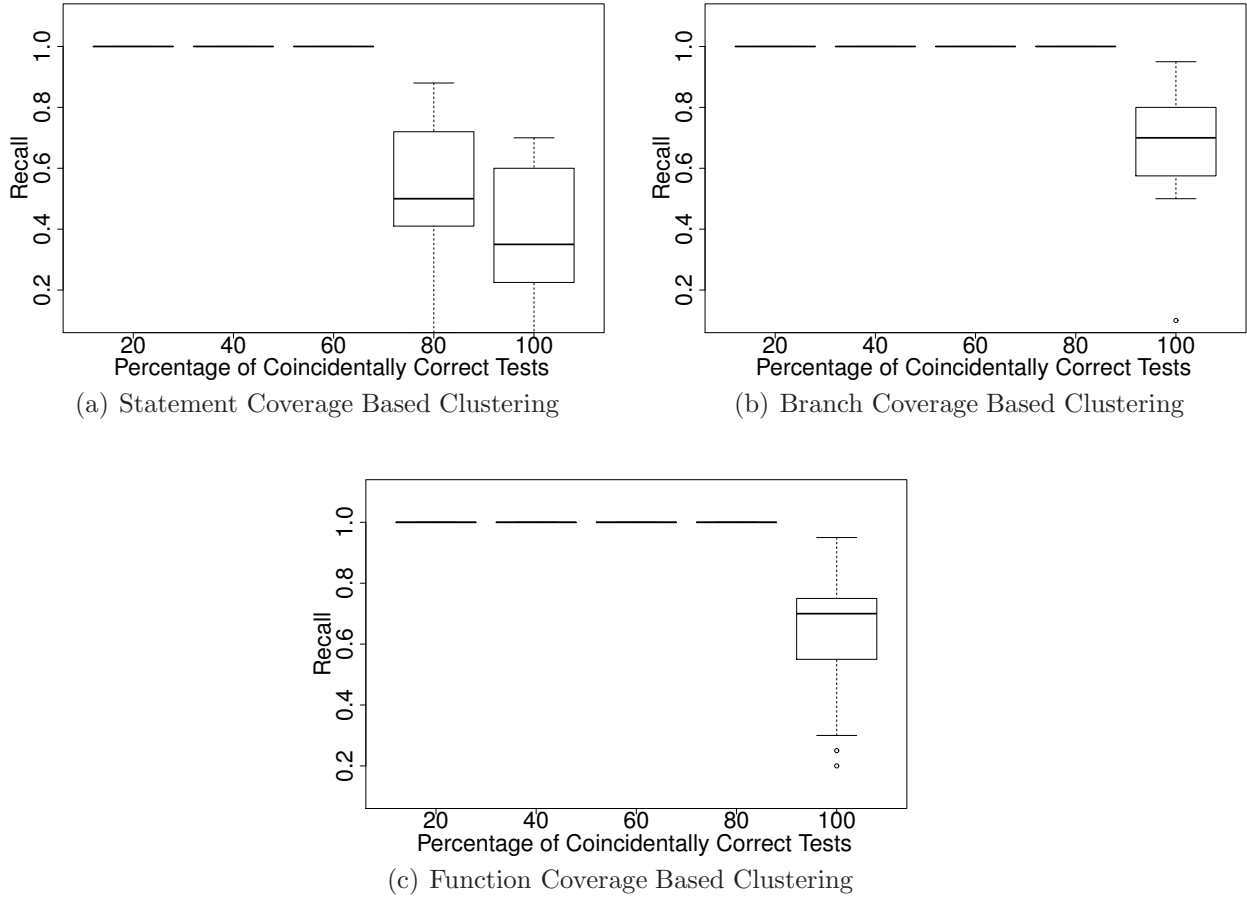 Recall
1.0
0.8
0.6
0.4
0.2
20 40 60 80 100
Percentage of Coincidentally Correct Tests
(a) Statement Coverage Based Clustering
Recall
1.0
0.8
0.6
0.4
0.2
20 40 60 80 100
Percentage of Coincidentally Correct Tests
(b) Branch Coverage Based Clustering
Recall
1.0
0.8
0.6
0.4
0.2
20 40 60 80 100
Percentage of Coincidentally Correct Tests
(c) Function Coverage Based Clustering